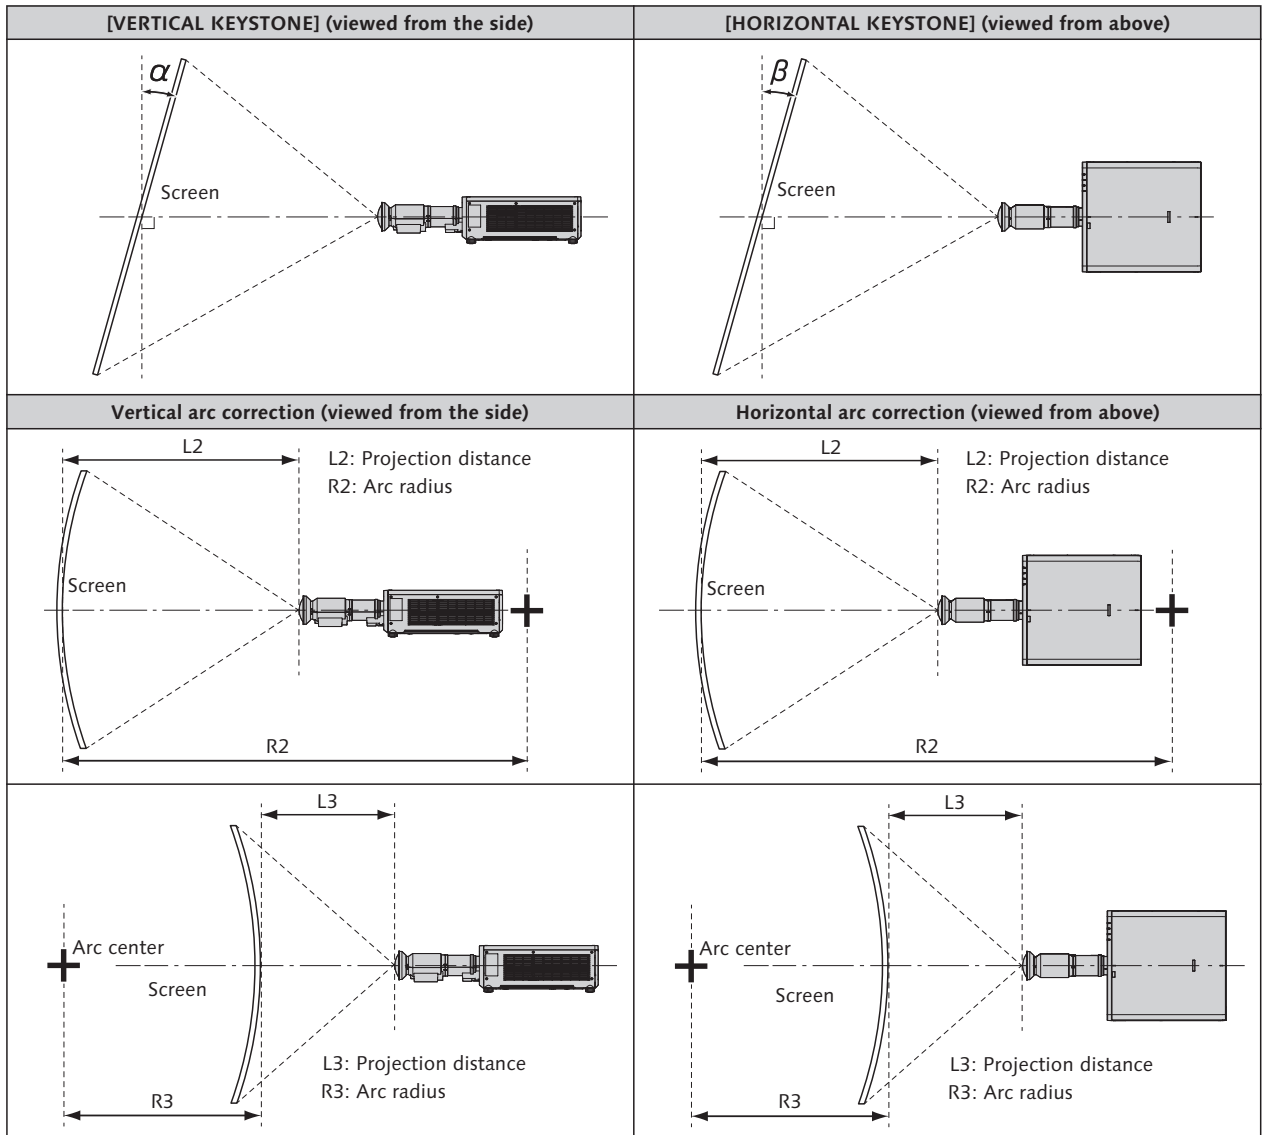 [VERTICAL KEYSTONE] (viewed from the side)
[HORIZONTAL KEYSTONE] (viewed from above)
α
Screen
β
Screen
Vertical arc correction (viewed from the side)
Horizontal arc correction (viewed from above)
L2
L2: Projection distance
R2: Arc radius
Screen
R2
L2
L2: Projection distance
R2: Arc radius
Screen
R2
L3
Arc center
Screen
L3: Projection distance
R3: Arc radius
R3
L3
Arc center
Screen
L3: Projection distance
R3: Arc radius
R3